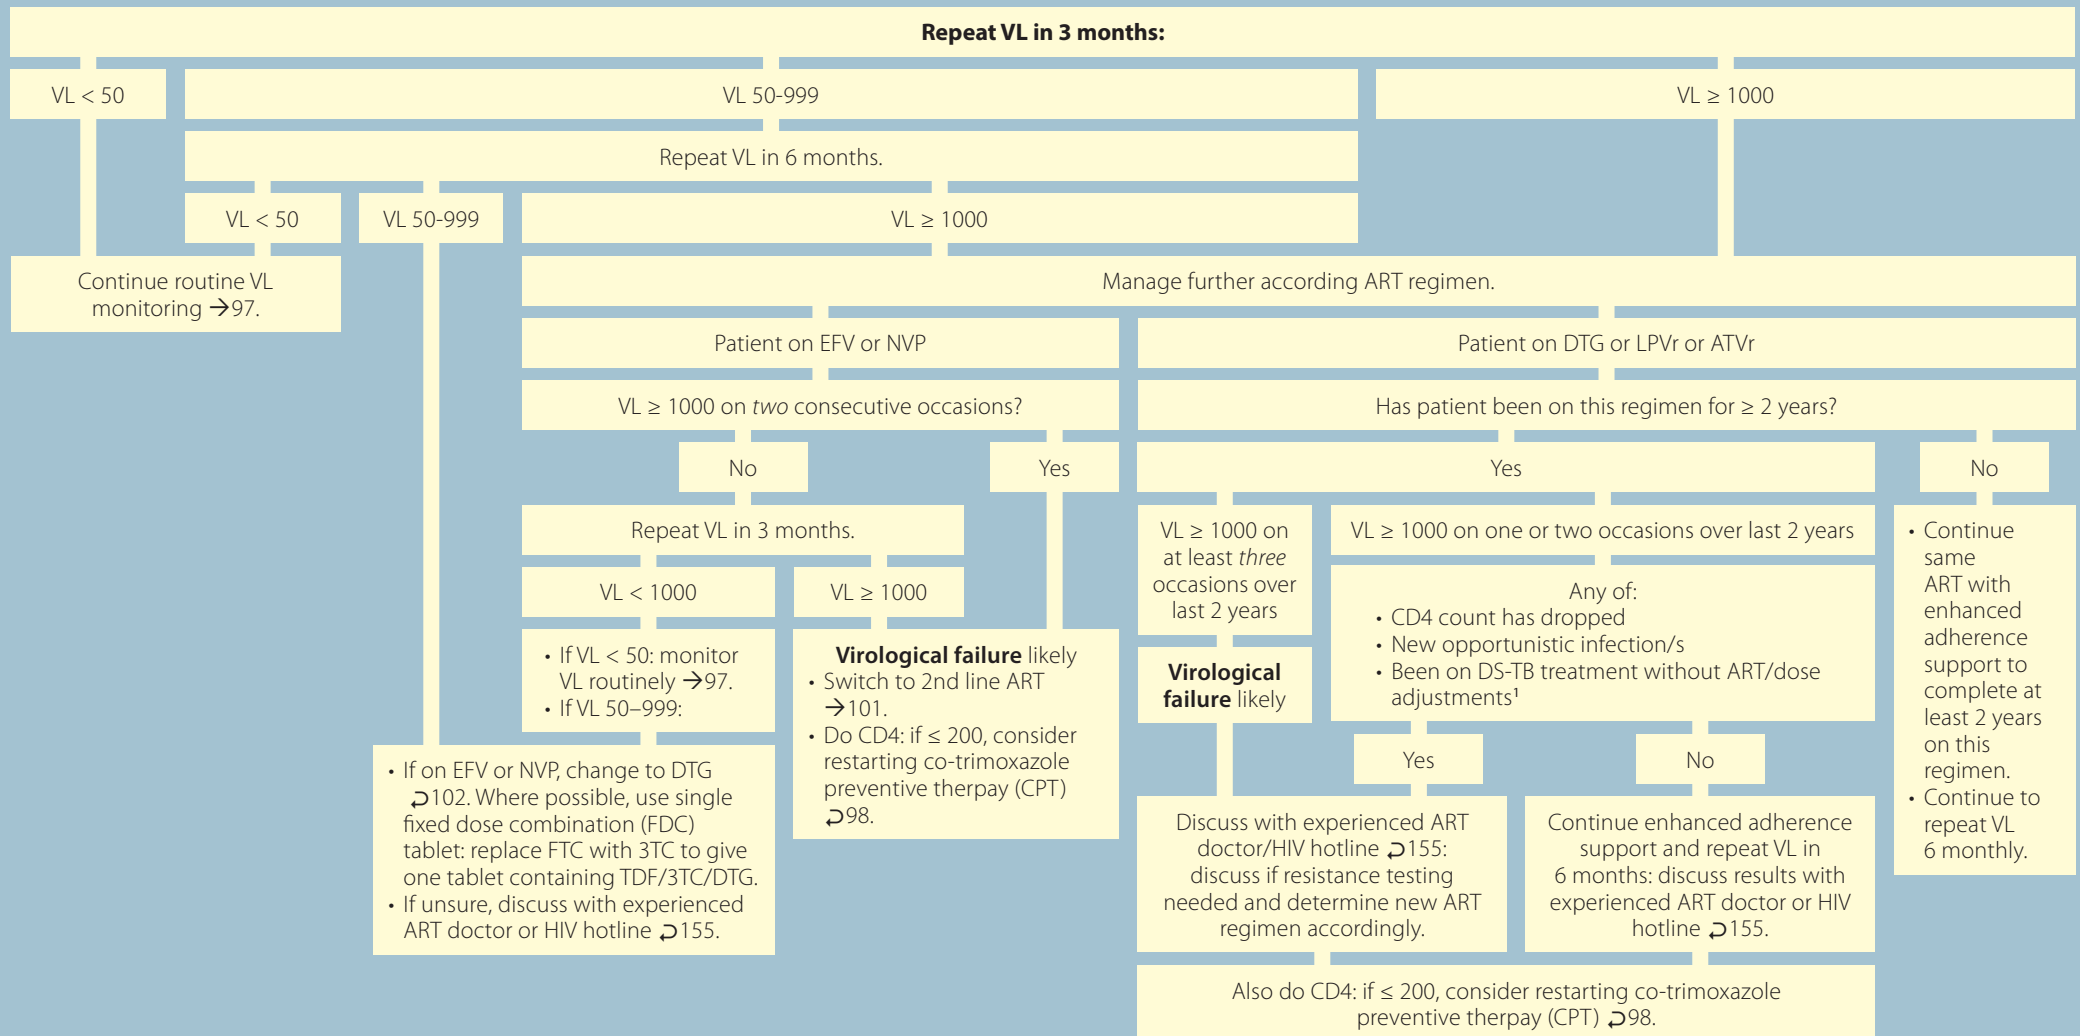 Repeat VL in 3 months:
VL < 50
VL 50-999
VL ≥ 1000
Repeat VL in 6 months.
VL < 50
VL 50-999
VL ≥ 1000
Continue routine VL
monitoring →97.
Manage further according ART regimen.
Patient on EFV or NVP
Patient on DTG or LPVr or ATVr
VL ≥ 1000 on two consecutive occasions?
Has patient been on this regimen for ≥ 2 years?
No
Yes
Yes
No
Repeat VL in 3 months.
VL < 1000
VL ≥ 1000
• If VL < 50: monitor
VL routinely →97.
• If VL 50–999:
Virological failure likely
• Switch to 2nd line ART
→101.
• Do CD4: if ≤ 200, consider
restarting co-trimoxazole
preventive therpay (CPT)
⮌98.
• If on EFV or NVP, change to DTG
⮌102. Where possible, use single
fixed dose combination (FDC)
tablet: replace FTC with 3TC to give
one tablet containing TDF/3TC/DTG.
• If unsure, discuss with experienced
ART doctor or HIV hotline ⮌155.
VL ≥ 1000 on
at least three
occasions over
last 2 years
Virological
failure likely
VL ≥ 1000 on one or two occasions over last 2 years
Any of:
• CD4 count has dropped
• New opportunistic infection/s
• Been on DS-TB treatment without ART/dose
adjustments¹
Yes
No
Discuss with experienced ART
doctor/HIV hotline ⮌155:
discuss if resistance testing
needed and determine new ART
regimen accordingly.
Continue enhanced adherence
support and repeat VL in
6 months: discuss results with
experienced ART doctor or HIV
hotline ⮌155.
Also do CD4: if ≤ 200, consider restarting co-trimoxazole
preventive therpay (CPT) ⮌98.
• Continue
same
ART with
enhanced
adherence
support to
complete at
least 2 years
on this
regimen.
• Continue to
repeat VL
6 monthly.